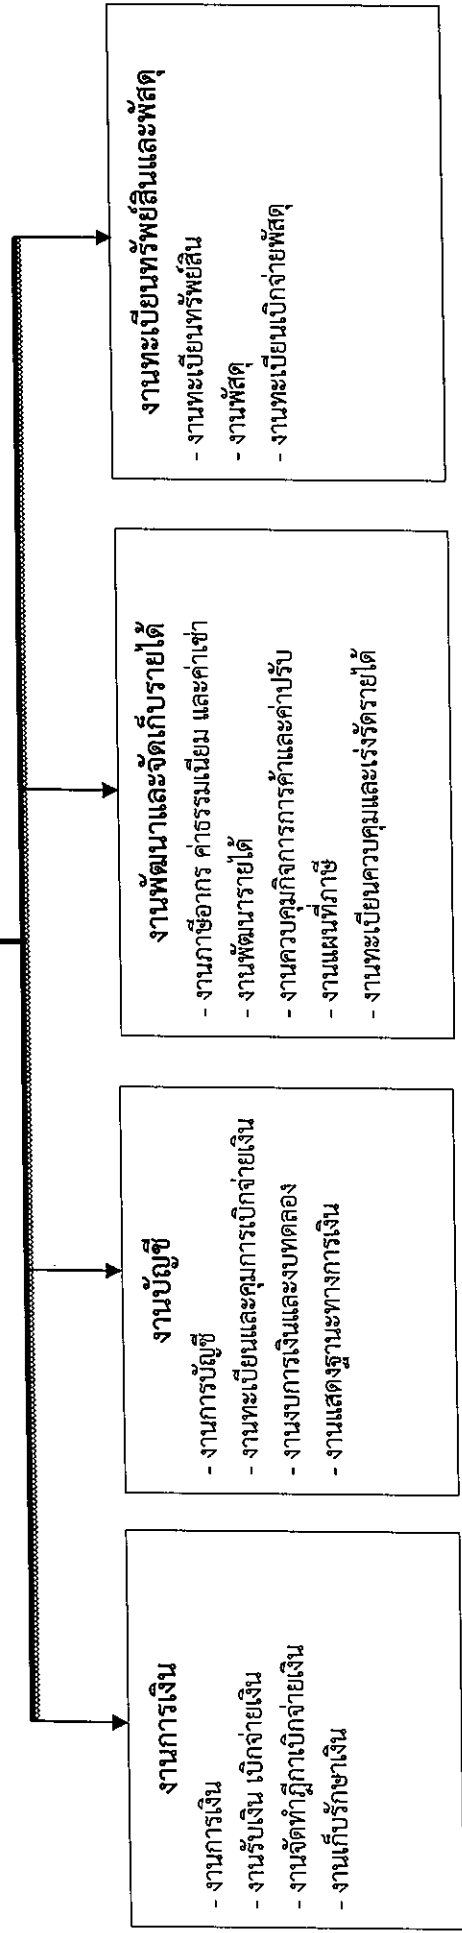 งานการเงิน
- งานการเงิน
- งานรับเงิน เบิกจ่ายเงิน
- งานจัดทำฎีกาเบิกจ่ายเงิน
- งานเก็บรักษาเงิน
งานบัญชี
- งานการบัญชี
- งานทะเบียนและคุมการเบิกจ่ายเงิน
- งานงบการเงินและงบทดลอง
- งานแสดงฐานะทางการเงิน
งานพัฒนาและจัดเก็บรายได้
- งานภาษีอากร ค่าธรรมเนียม และค่าเช่า
- งานพัฒนารายได้
- งานควบคุมกิจการการค้าและค่าปรับ
- งานแผนที่ภาษี
- งานทะเบียนควบคุมและเร่งรัดรายได้
งานทะเบียนทรัพย์สินและพัสดุ
- งานทะเบียนทรัพย์สิน
- งานพัสดุ
- งานทะเบียนเบิกจ่ายพัสดุ